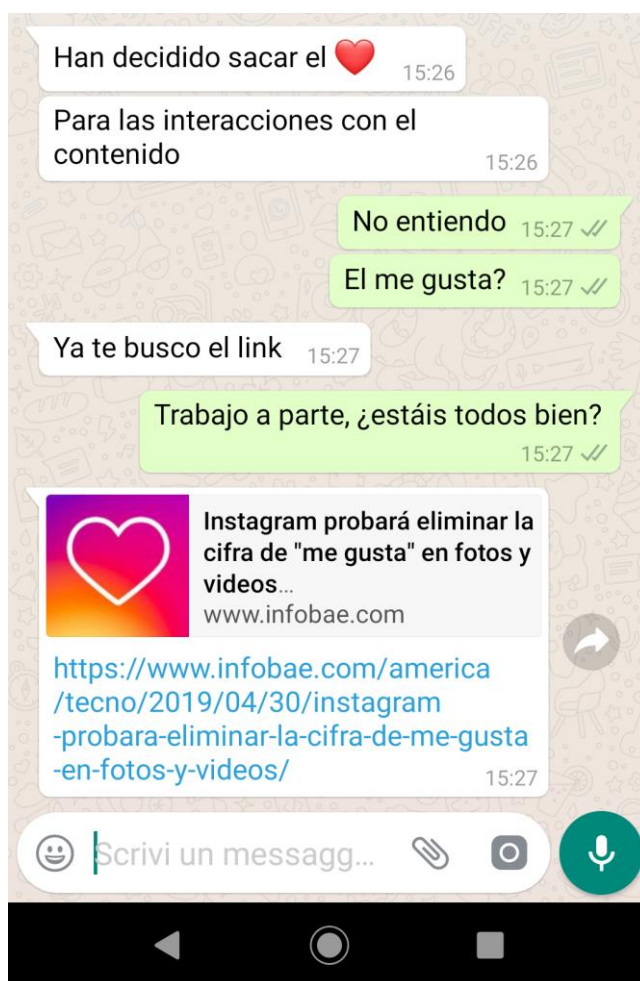 Han decidido sacar el ❤️ 15:26
Para las interacciones con el
contenido 15:26
No entiendo 15:27
El me gusta? 15:27
Ya te busco el link 15:27
Trabajo a parte, ¿estáis todos bien?
15:27
Instagram probará eliminar la
cifra de "me gusta" en fotos y
videos...
www.infobae.com
https://www.infobae.com/america
/tecno/2019/04/30/instagram
-probara-eliminar-la-cifra-de-me-gusta
-en-fotos-y-videos/ 15:27
Scrivi un messagg...